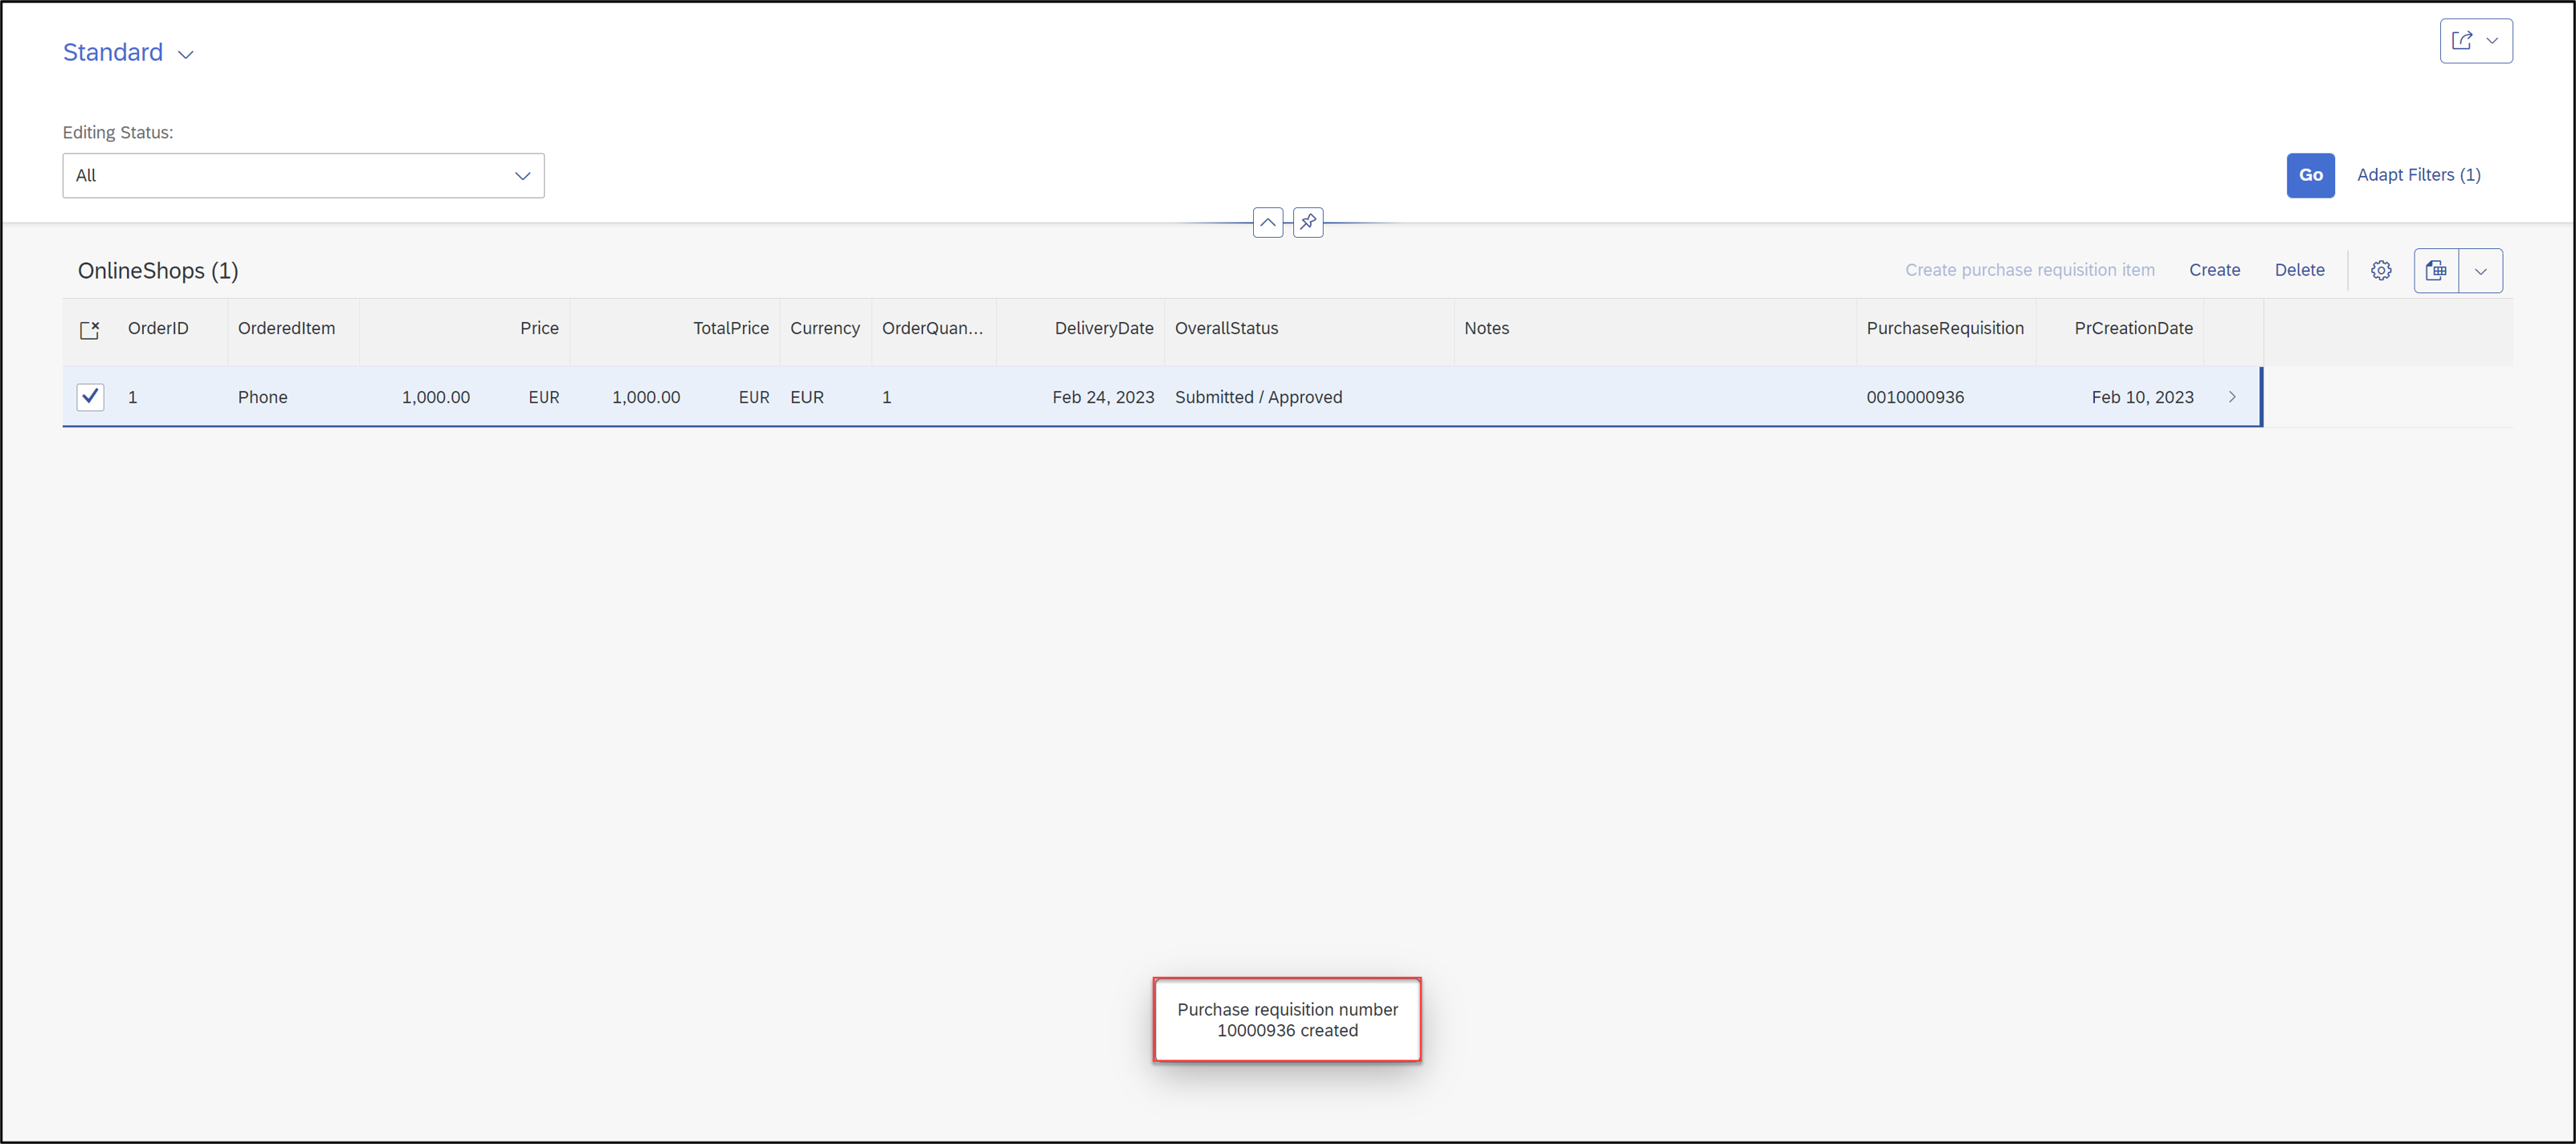 Standard
Editing Status:
All
Go Adapt Filters (1)
OnlineShops (1) Create purchase requisition item Create Delete
OrderID OrderedItem Price TotalPrice Currency OrderQuan... DeliveryDate OverallStatus Notes PurchaseRequisition PrCreationDate
1 Phone 1,000.00 EUR 1,000.00 EUR EUR 1 Feb 24, 2023 Submitted / Approved 0010000936 Feb 10, 2023
Purchase requisition number
10000936 created